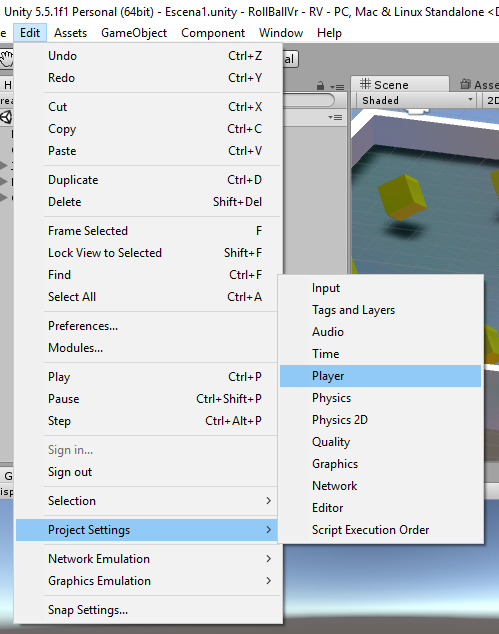 Unity 5.5.1f1 Personal (64bit) - Escena1.unity - RollBallVr - RV - PC, Mac & Linux Standalone <D
e Edit Assets GameObject Component Window Help
al
Scene Asse
Shaded 2D
Undo Ctrl+Z
Redo Ctrl+Y
Cut Ctrl+X
Copy Ctrl+C
Paste Ctrl+V
Duplicate Ctrl+D
Delete Shift+Del
Frame Selected F
Lock View to Selected Shift+F
Find Ctrl+F
Select All Ctrl+A
Preferences...
Modules...
Play Ctrl+P
Pause Ctrl+Shift+P
Step Ctrl+Alt+P
Sign in...
Sign out
Selection
Project Settings
Network Emulation
Graphics Emulation
Snap Settings...
Input
Tags and Layers
Audio
Time
Player
Physics
Physics 2D
Quality
Graphics
Network
Editor
Script Execution Order